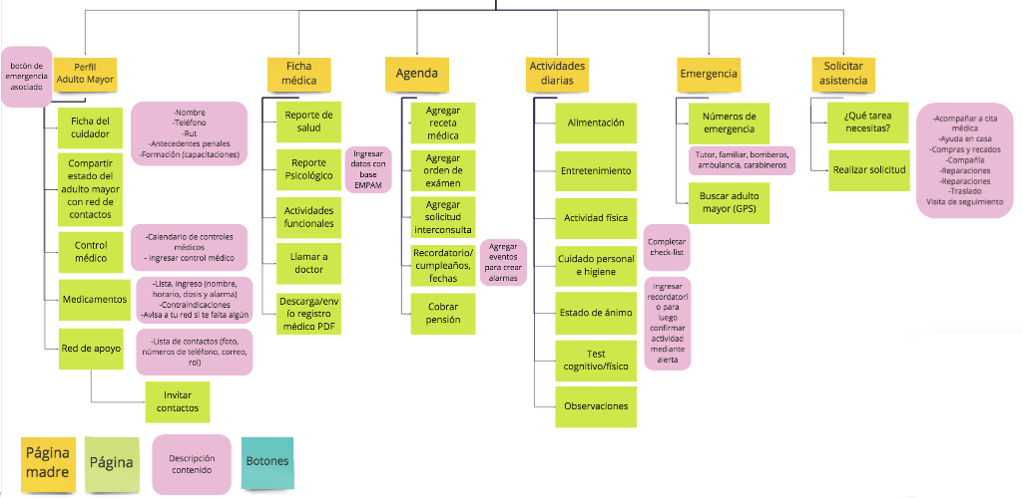 botón de
emergencia
asociado
Perfil
Adulto Mayor
Ficha del
cuidador
-Nombre
-Teléfono
-Rut
-Antecedentes penales
-Formación (capacitaciones)
Compartir
estado del
adulto mayor
con red de
contactos
Control
médico
-Calendario de controles
médicos
- Ingresar control médico
Medicamentos
-Lista, ingreso (nombre,
horario, dosis y alarma)
-Contraindicaciones
-Avisa a tu red si te falta algún
Red de apoyo
-Lista de contactos (foto,
números de teléfono, correo,
rol)
Invitar
contactos
Ficha
médica
Reporte de
salud
Reporte
Psicológico
Ingresar
datos con
base
EMPAM
Actividades
funcionales
Llamar a
doctor
Descarga/env
ío registro
médico PDF
Agenda
Agregar
receta
médica
Agregar
orden de
exámen
Agregar
solicitud
interconsulta
Recordatorio/
cumpleaños,
fechas
Agregar
eventos
para crear
alarmas
Cobrar
pensión
Actividades
diarias
Alimentación
Entretenimiento
Actividad física
Cuidado personal
e higiene
Completar
check-list
Estado de ánimo
Ingresar
recordatori
o para
luego
confirmar
actividad
mediante
alerta
Test
cognitivo/físico
Observaciones
Emergencia
Números de
emergencia
Tutor, familiar, bomberos,
ambulancia, carabineros
Buscar adulto
mayor (GPS)
Solicitar
asistencia
¿Qué tarea
necesitas?
Realizar solicitud
-Acompañar a cita
médica
-Ayuda en casa
-Compras y recados
-Compañía
-Reparaciones
-Reparaciones
-Traslado
Visita de seguimiento
Página
madre
Página
Descripción
contenido
Botones